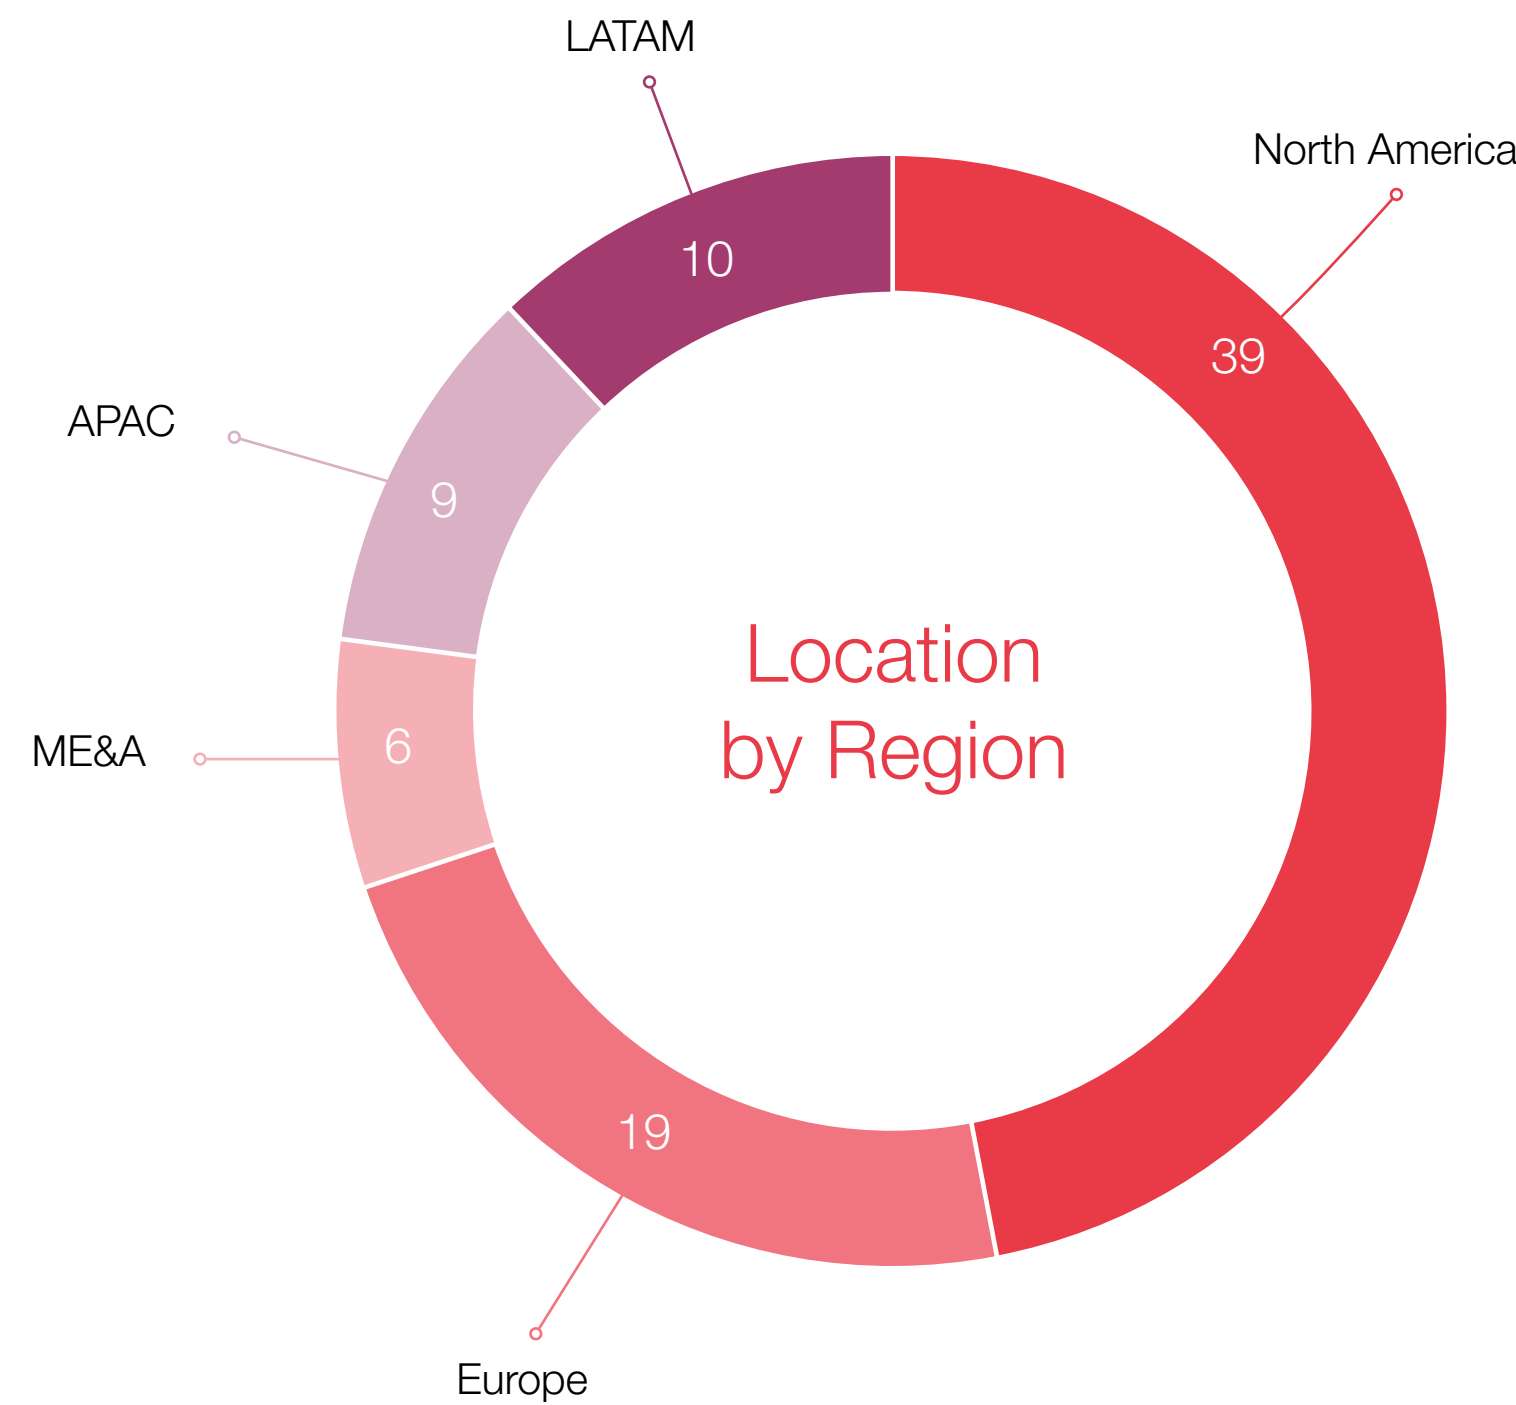 LATAM
North America
10
39
APAC
9
Location
by Region
ME&A
6
19
Europe